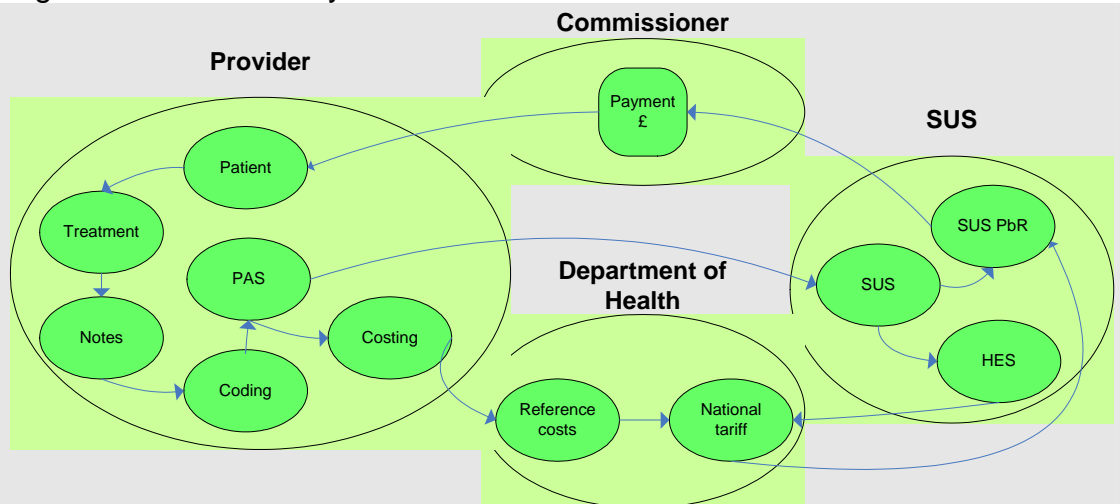 Commissioner
Provider
Payment
£
SUS
Patient
Treatment
SUS PbR
PAS
Department of
Health
SUS
Notes
Costing
HES
Coding
Reference
costs
National
tariff